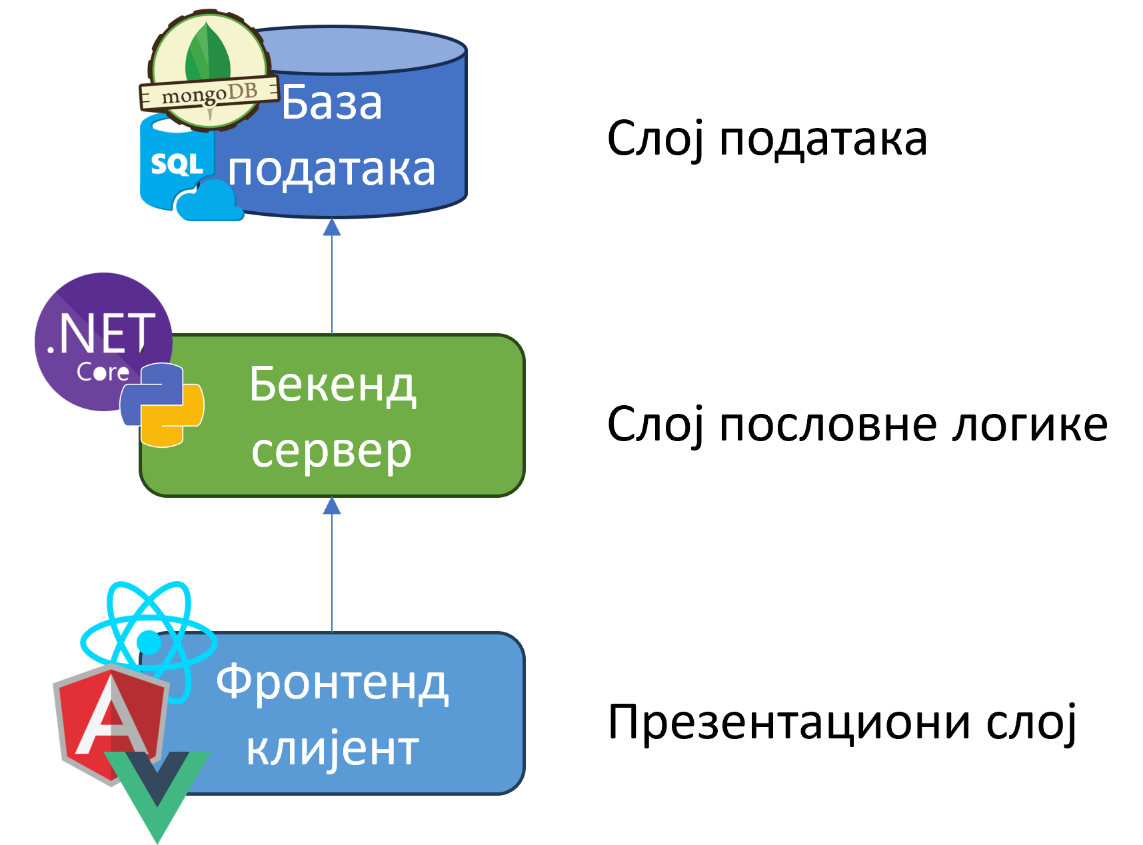 mongoDB
База
података
SQL
Слој података
.NET
Core
Бекенд
сервер
Слој пословне логике
Фронтенд
клијент
Презентациони слој